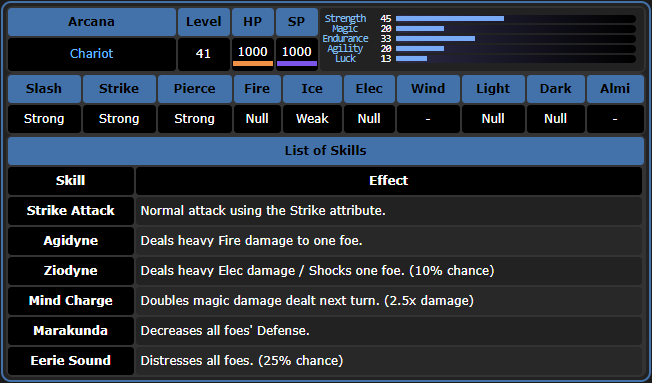 Arcana Level HP SP
Chariot 41 1000 1000
Strength 45
Magic 20
Endurance 33
Agility 20
Luck 13
Slash Strike Pierce Fire Ice Elec Wind Light Dark Almi
Strong Strong Strong Null Weak Null - Null Null -
List of Skills
Skill Effect
Strike Attack Normal attack using the Strike attribute.
Agidyne Deals heavy Fire damage to one foe.
Ziodyne Deals heavy Elec damage / Shocks one foe. (10% chance)
Mind Charge Doubles magic damage dealt next turn. (2.5x damage)
Marakunda Decreases all foes' Defense.
Eerie Sound Distresses all foes. (25% chance)